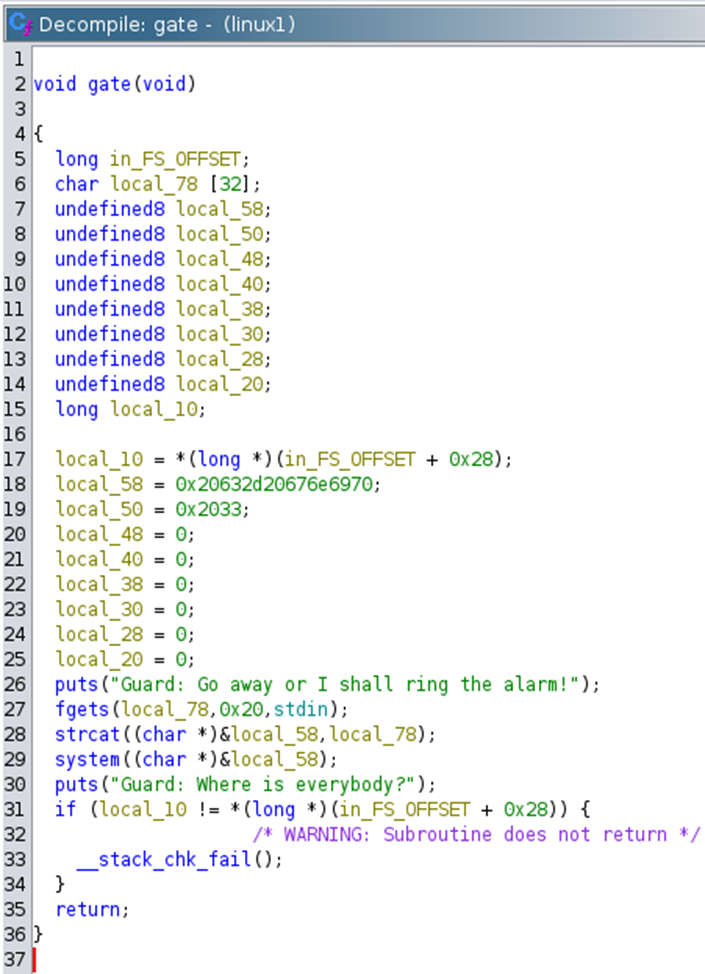 Decompile: gate - (linux1)
1
2 void gate(void)
3
4 {
5 long in_FS_OFFSET;
6 char local_78 [32];
7 undefined8 local_58;
8 undefined8 local_50;
9 undefined8 local_48;
10 undefined8 local_40;
11 undefined8 local_38;
12 undefined8 local_30;
13 undefined8 local_28;
14 undefined8 local_20;
15 long local_10;
16
17 local_10 = *(long *)(in_FS_OFFSET + 0x28);
18 local_58 = 0x20632d20676e6970;
19 local_50 = 0x2033;
20 local_48 = 0;
21 local_40 = 0;
22 local_38 = 0;
23 local_30 = 0;
24 local_28 = 0;
25 local_20 = 0;
26 puts("Guard: Go away or I shall ring the alarm!");
27 fgets(local_78,0x20,stdin);
28 strcat((char *)&local_58,local_78);
29 system((char *)&local_58);
30 puts("Guard: Where is everybody?");
31 if (local_10 != *(long *)(in_FS_OFFSET + 0x28)) {
32 /* WARNING: Subroutine does not return */
33 __stack_chk_fail();
34 }
35 return;
36 }
37